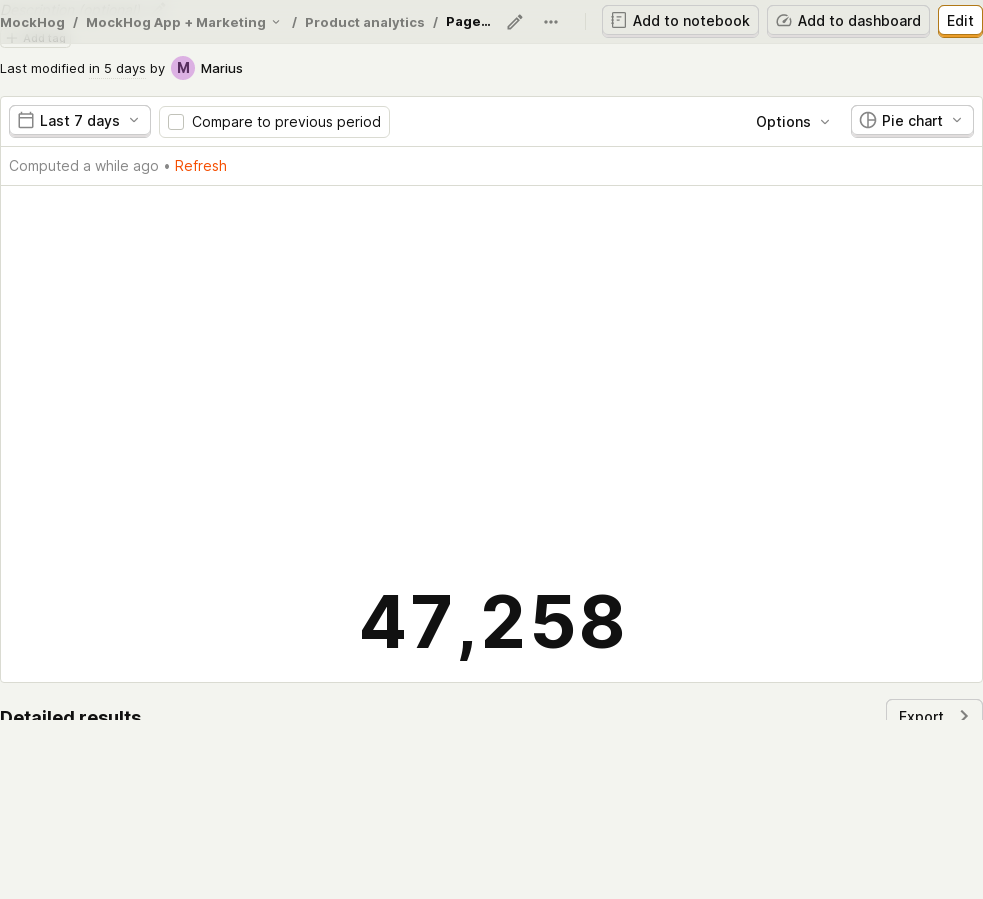 MockHog / MockHog App + Marketing / Product analytics / Page... Add to notebook Add to dashboard Edit
Add tag
Last modified in 5 days by M Marius
Last 7 days Compare to previous period Options Pie chart
Computed a while ago • Refresh
47,258
Detailed results Export